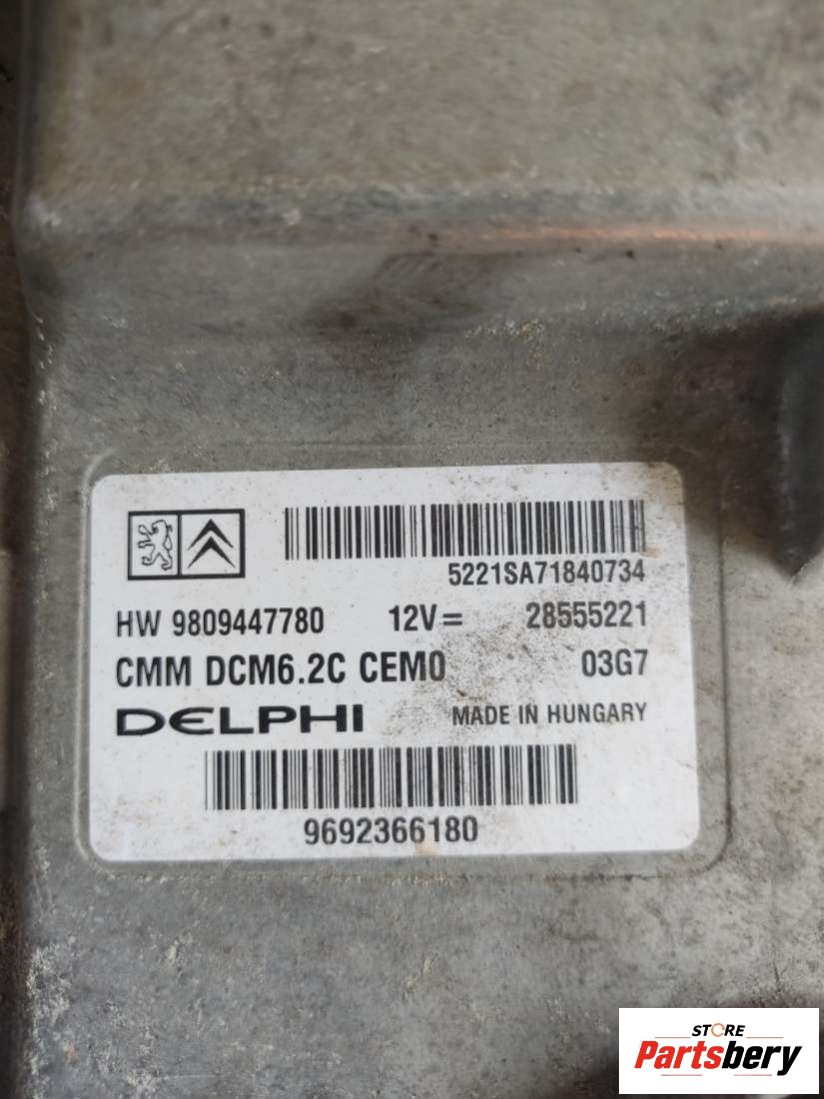 5221SA71840734
HW 9809447780 12V= 28555221
CMM DCM6.2C CEM0 03G7
DELPHI MADE IN HUNGARY
9692366180
STORE
Partsbery